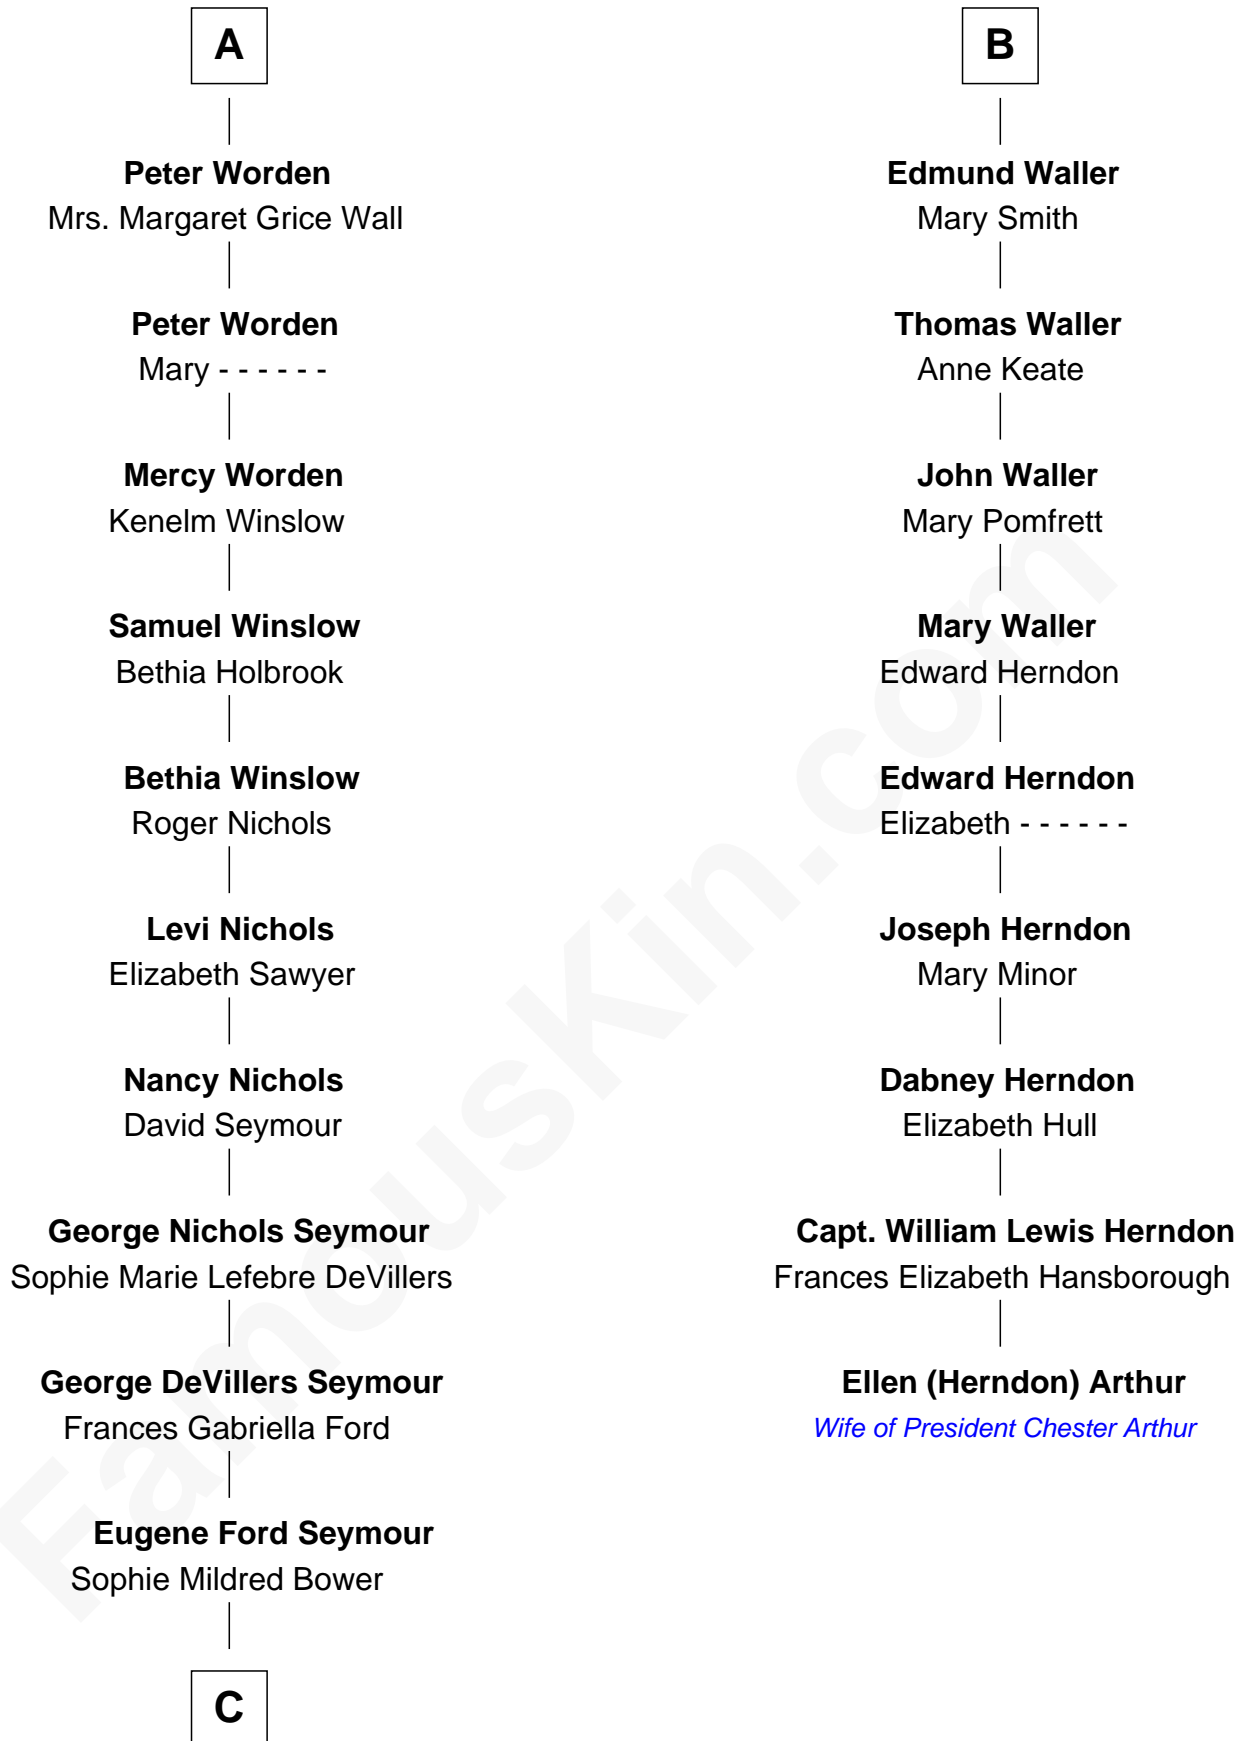 A
Peter Worden
Mrs. Margaret Grice Wall
Peter Worden
Mary - - - - - -
Mercy Worden
Kenelm Winslow
Samuel Winslow
Bethia Holbrook
Bethia Winslow
Roger Nichols
Levi Nichols
Elizabeth Sawyer
Nancy Nichols
David Seymour
George Nichols Seymour
Sophie Marie Lefebre DeVillers
George DeVillers Seymour
Frances Gabriella Ford
Eugene Ford Seymour
Sophie Mildred Bower
C
B
Edmund Waller
Mary Smith
Thomas Waller
Anne Keate
John Waller
Mary Pomfrett
Mary Waller
Edward Herndon
Edward Herndon
Elizabeth - - - - - -
Joseph Herndon
Mary Minor
Dabney Herndon
Elizabeth Hull
Capt. William Lewis Herndon
Frances Elizabeth Hansborough
Ellen (Herndon) Arthur
Wife of President Chester Arthur
FamousKin.com